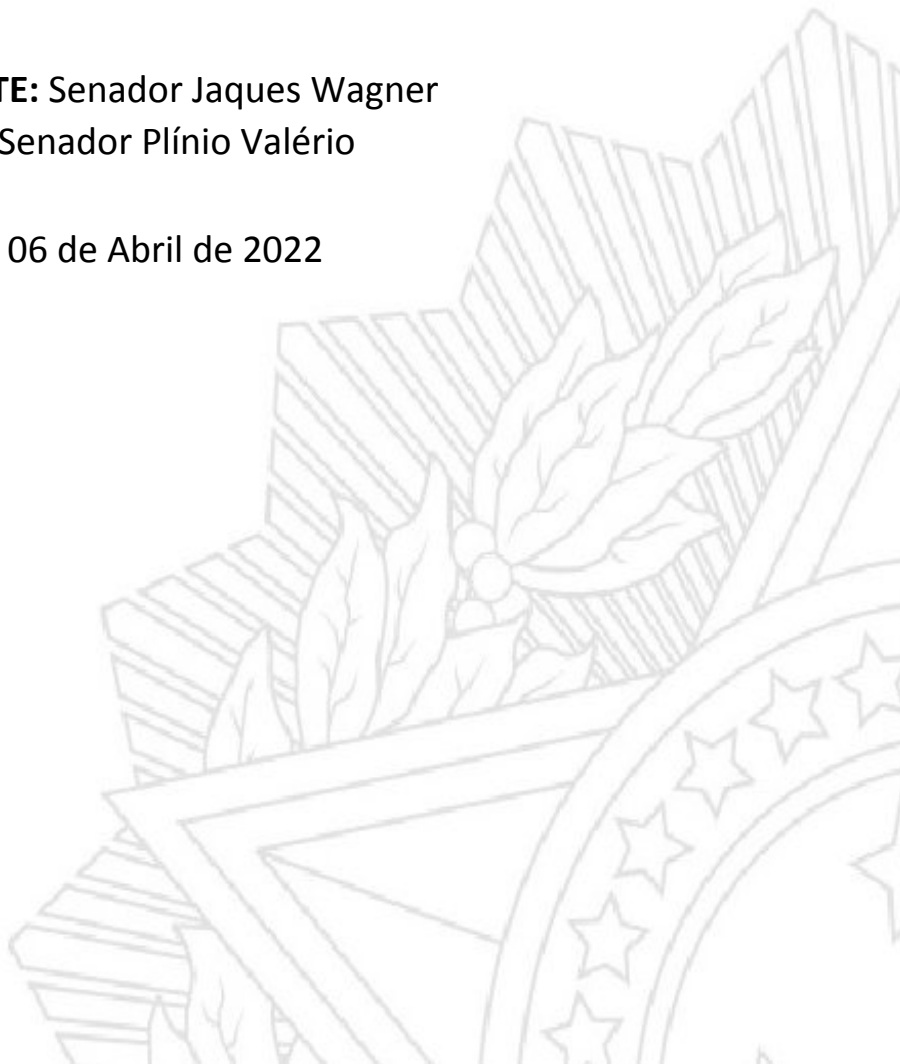 TE: Senador Jaques Wagner
Senador Plínio Valério
06 de Abril de 2022